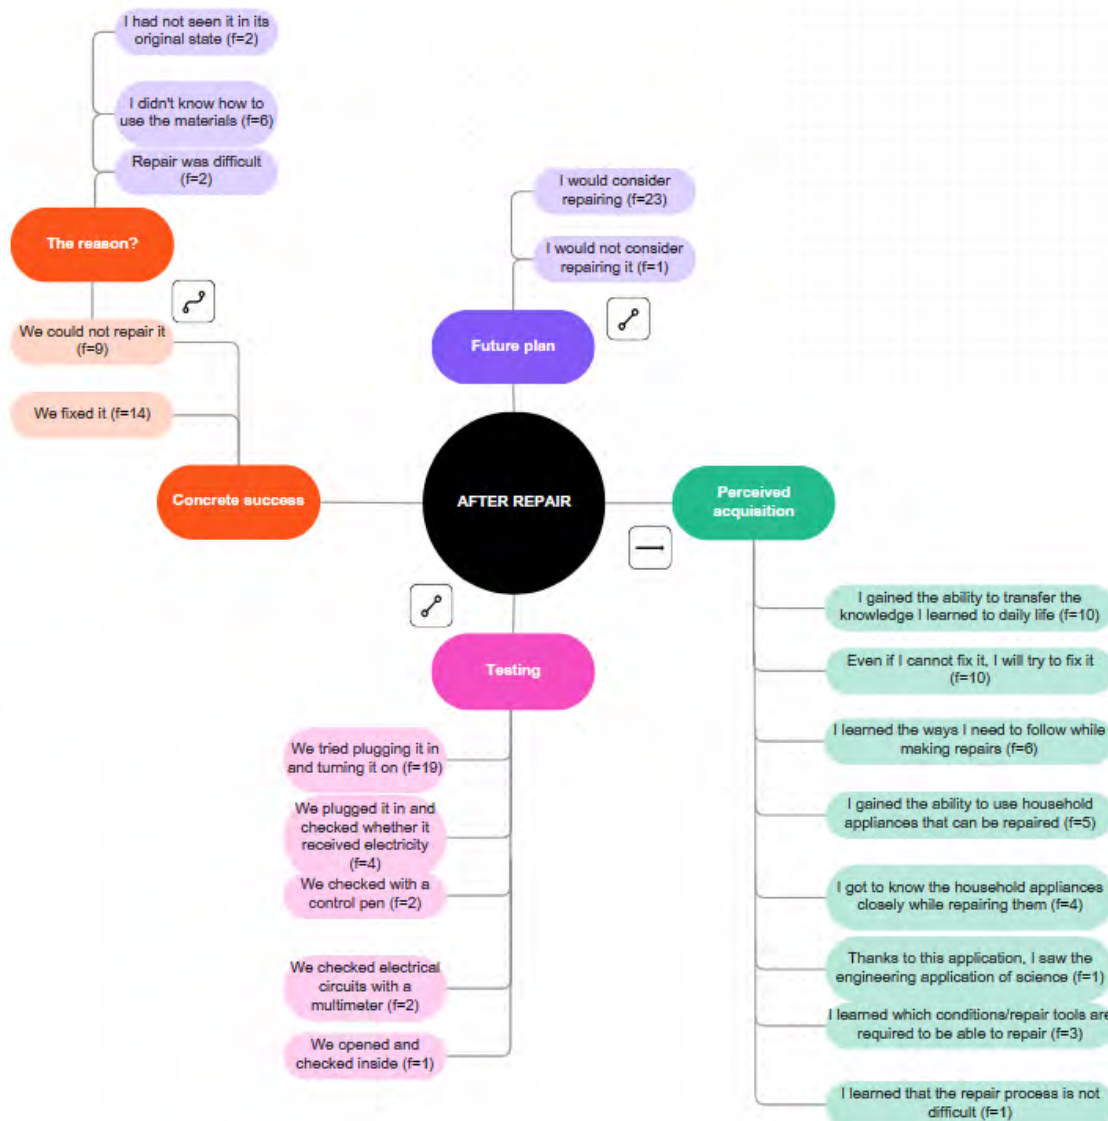 I had not seen it in its
original state (f=2)
I didn't know how to
use the materials (f=6)
Repair was difficult
(f=2)
The reason?
We could not repair it
(f=9)
We fixed it (f=14)
Concrete success
I would consider
repairing (f=23)
I would not consider
repairing it (f=1)
Future plan
AFTER REPAIR
Perceived
acquisition
I gained the ability to transfer the
knowledge I learned to daily life (f=10)
Even if I cannot fix it, I will try to fix it
(f=10)
I learned the ways I need to follow while
making repairs (f=6)
I gained the ability to use household
appliances that can be repaired (f=5)
I got to know the household appliances
closely while repairing them (f=4)
Thanks to this application, I saw the
engineering application of science (f=1)
I learned which conditions/repair tools are
required to be able to repair (f=3)
I learned that the repair process is not
difficult (f=1)
Testing
We tried plugging it in
and turning it on (f=19)
We plugged it in and
checked whether it
received electricity
(f=4)
We checked with a
control pen (f=2)
We checked electrical
circuits with a
multimeter (f=2)
We opened and
checked inside (f=1)